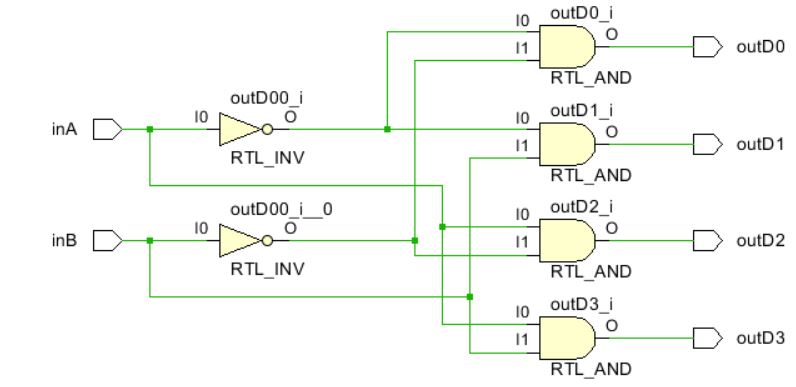 outD0_i
I0
O
I1
outD0
RTL_AND
outD00_i
outD1_i
I0
O
I0
O
inA
I1
outD1
RTL_INV
RTL_AND
outD00_i__0
outD2_i
I0
O
I0
O
inB
I1
outD2
RTL_INV
RTL_AND
outD3_i
I0
O
I1
outD3
RTL_AND